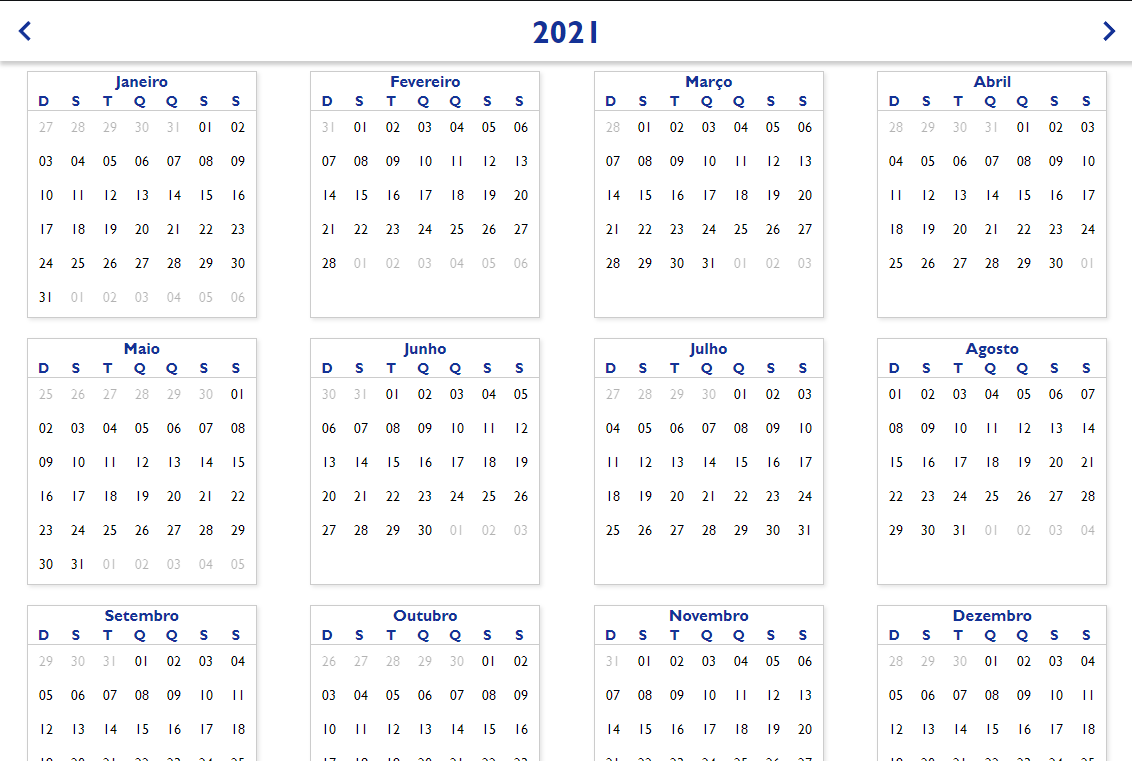 2021
Janeiro
D S T Q Q S S
27 28 29 30 31 01 02
03 04 05 06 07 08 09
10 11 12 13 14 15 16
17 18 19 20 21 22 23
24 25 26 27 28 29 30
31 01 02 03 04 05 06
Fevereiro
D S T Q Q S S
31 01 02 03 04 05 06
07 08 09 10 11 12 13
14 15 16 17 18 19 20
21 22 23 24 25 26 27
28 01 02 03 04 05 06
Março
D S T Q Q S S
28 01 02 03 04 05 06
07 08 09 10 11 12 13
14 15 16 17 18 19 20
21 22 23 24 25 26 27
28 29 30 31 01 02 03
Abril
D S T Q Q S S
28 29 30 31 01 02 03
04 05 06 07 08 09 10
11 12 13 14 15 16 17
18 19 20 21 22 23 24
25 26 27 28 29 30 01
Maio
D S T Q Q S S
25 26 27 28 29 30 01
02 03 04 05 06 07 08
09 10 11 12 13 14 15
16 17 18 19 20 21 22
23 24 25 26 27 28 29
30 31 01 02 03 04 05
Junho
D S T Q Q S S
30 31 01 02 03 04 05
06 07 08 09 10 11 12
13 14 15 16 17 18 19
20 21 22 23 24 25 26
27 28 29 30 01 02 03
Julho
D S T Q Q S S
27 28 29 30 01 02 03
04 05 06 07 08 09 10
11 12 13 14 15 16 17
18 19 20 21 22 23 24
25 26 27 28 29 30 31
Agosto
D S T Q Q S S
01 02 03 04 05 06 07
08 09 10 11 12 13 14
15 16 17 18 19 20 21
22 23 24 25 26 27 28
29 30 31 01 02 03 04
Setembro
D S T Q Q S S
29 30 31 01 02 03 04
05 06 07 08 09 10 11
12 13 14 15 16 17 18
Outubro
D S T Q Q S S
26 27 28 29 30 01 02
03 04 05 06 07 08 09
10 11 12 13 14 15 16
Novembro
D S T Q Q S S
31 01 02 03 04 05 06
07 08 09 10 11 12 13
14 15 16 17 18 19 20
Dezembro
D S T Q Q S S
28 29 30 01 02 03 04
05 06 07 08 09 10 11
12 13 14 15 16 17 18